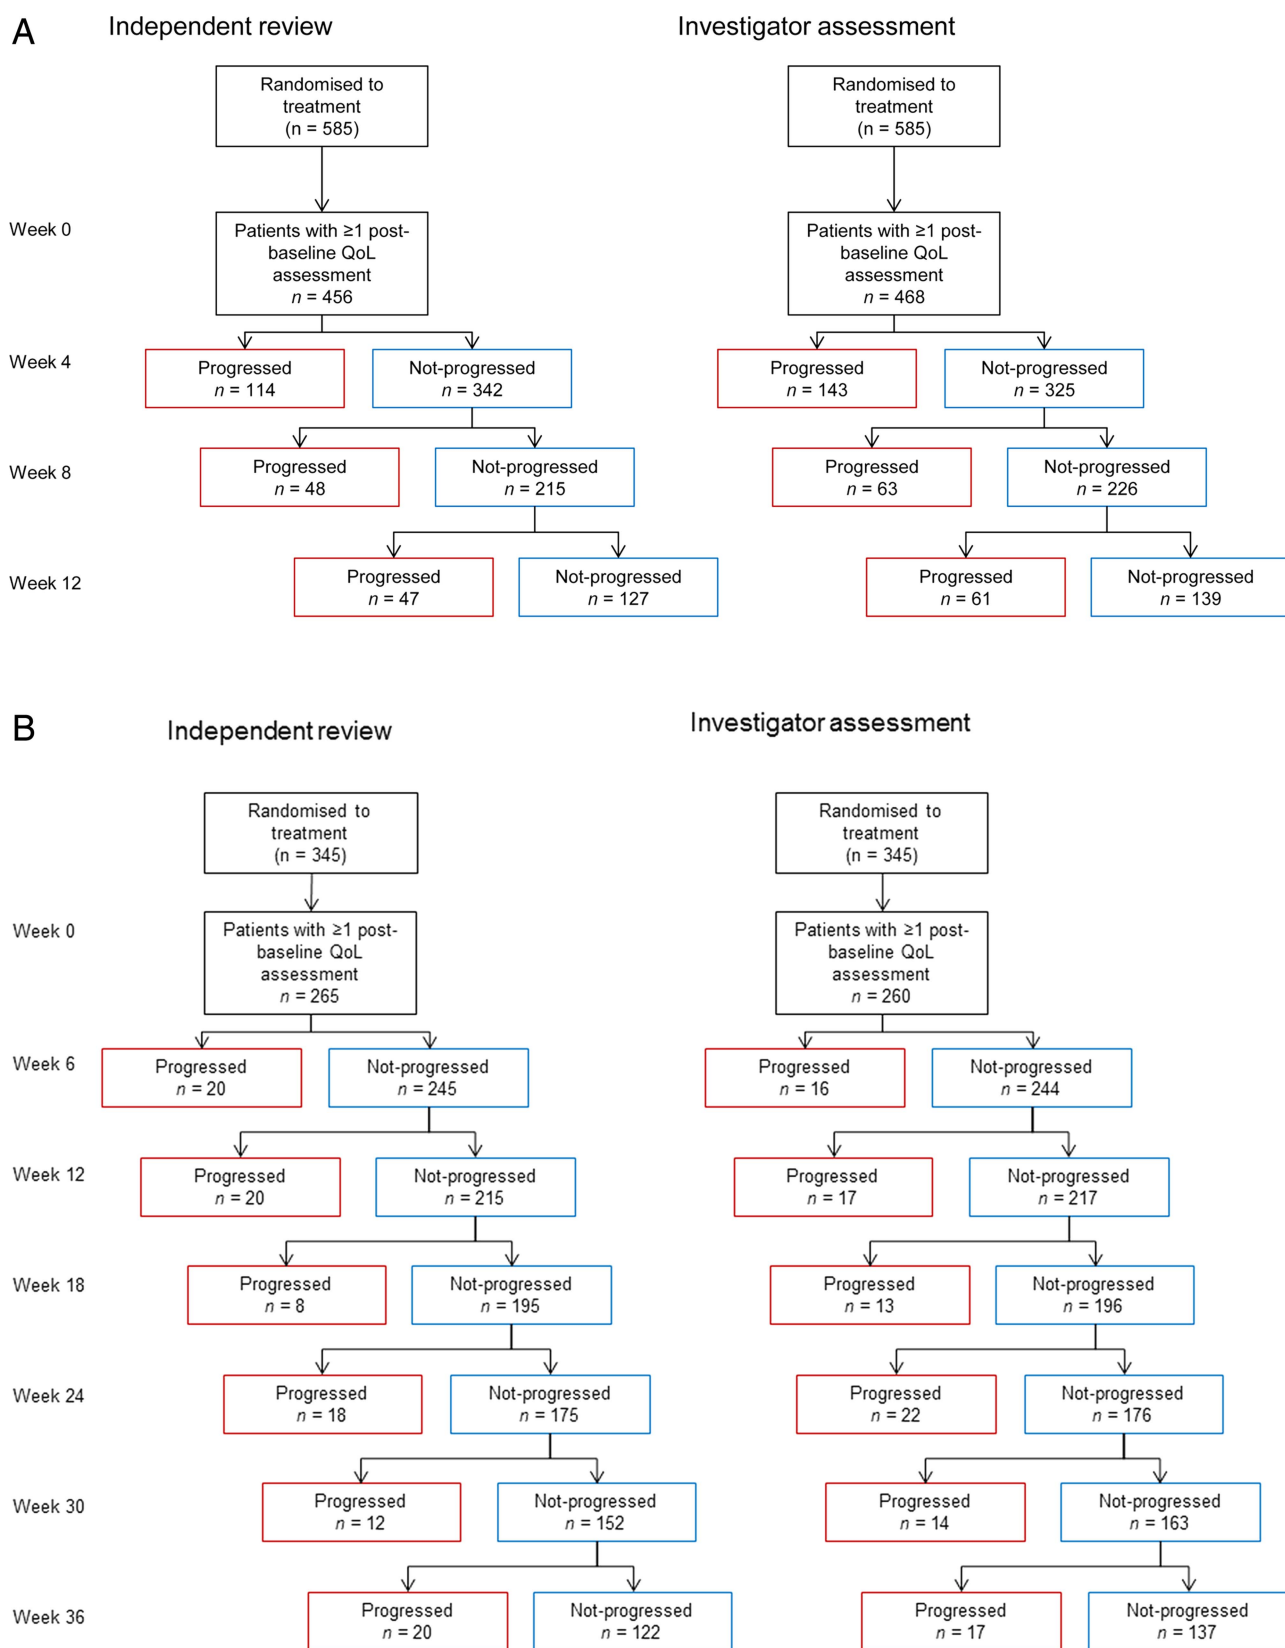 A
Independent review
Investigator assessment
Randomised to
treatment
(n = 585)
Randomised to
treatment
(n = 585)
Week 0
Patients with ≥1 post-
baseline QoL
assessment
n = 456
Patients with ≥1 post-
baseline QoL
assessment
n = 468
Week 4
Progressed
n = 114
Not-progressed
n = 342
Progressed
n = 143
Not-progressed
n = 325
Week 8
Progressed
n = 48
Not-progressed
n = 215
Progressed
n = 63
Not-progressed
n = 226
Week 12
Progressed
n = 47
Not-progressed
n = 127
Progressed
n = 61
Not-progressed
n = 139
B
Independent review
Investigator assessment
Randomised to
treatment
(n = 345)
Randomised to
treatment
(n = 345)
Week 0
Patients with ≥1 post-
baseline QoL
assessment
n = 265
Patients with ≥1 post-
baseline QoL
assessment
n = 260
Week 6
Progressed
n = 20
Not-progressed
n = 245
Progressed
n = 16
Not-progressed
n = 244
Week 12
Progressed
n = 20
Not-progressed
n = 215
Progressed
n = 17
Not-progressed
n = 217
Week 18
Progressed
n = 8
Not-progressed
n = 195
Progressed
n = 13
Not-progressed
n = 196
Week 24
Progressed
n = 18
Not-progressed
n = 175
Progressed
n = 22
Not-progressed
n = 176
Week 30
Progressed
n = 12
Not-progressed
n = 152
Progressed
n = 14
Not-progressed
n = 163
Week 36
Progressed
n = 20
Not-progressed
n = 122
Progressed
n = 17
Not-progressed
n = 137